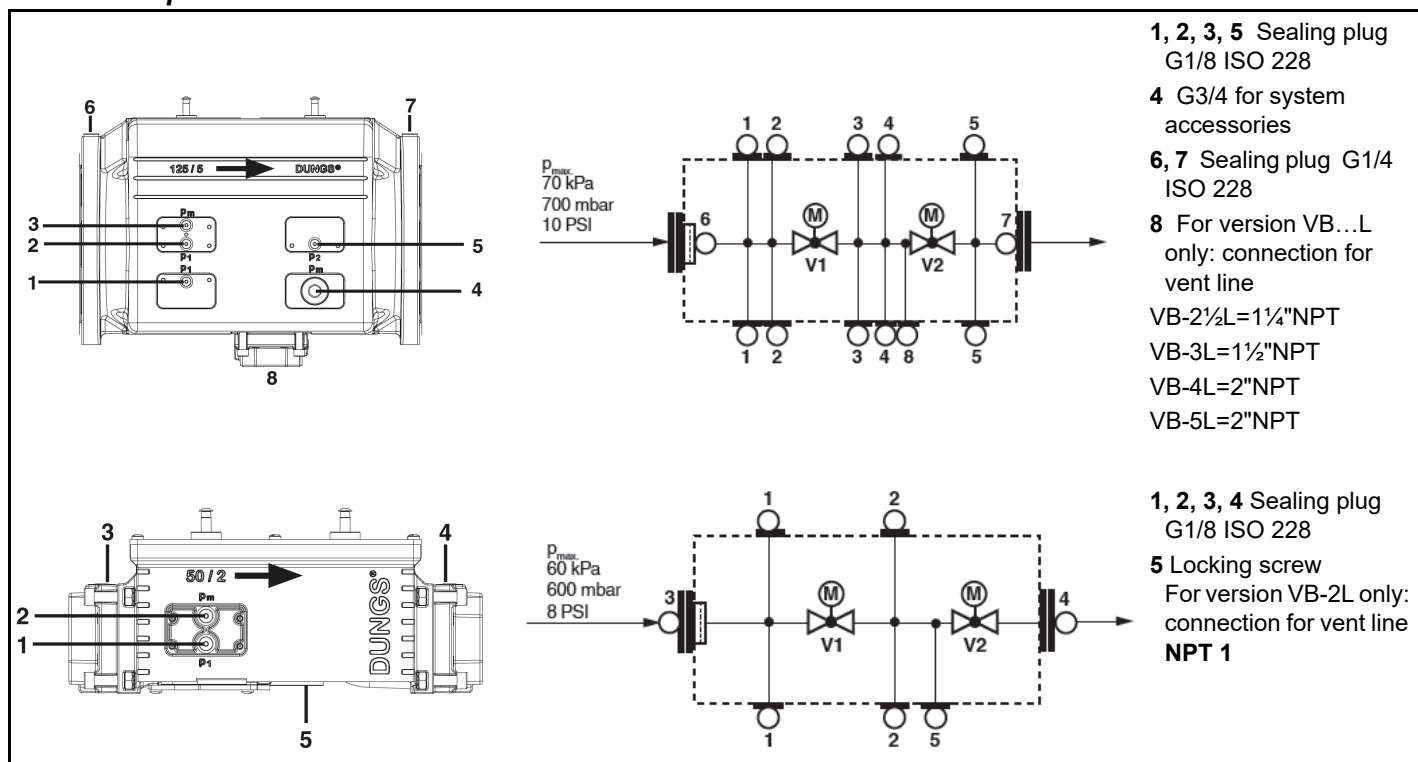 6
7
125 / 5 DUNGS®
Pm
3
2
P1
P1
1
5
P2
Pm
4
8
1 2 3 4 5
Pmax.
70 kPa
700 mbar
10 PSI
6
M
V1
M
V2
7
1 2 3 4 8 5
1, 2, 3, 5 Sealing plug
G1/8 ISO 228
4 G3/4 for system
accessories
6, 7 Sealing plug G1/4
ISO 228
8 For version VB…L
only: connection for
vent line
VB-2½L=1¼"NPT
VB-3L=1½"NPT
VB-4L=2"NPT
VB-5L=2"NPT
3
4
50 / 2
DUNGS®
Pm
2
1
P1
5
1 2
Pmax.
60 kPa
600 mbar
8 PSI
3
M
V1
M
V2
4
1 2 5
1, 2, 3, 4 Sealing plug
G1/8 ISO 228
5 Locking screw
For version VB-2L only:
connection for vent line
NPT 1